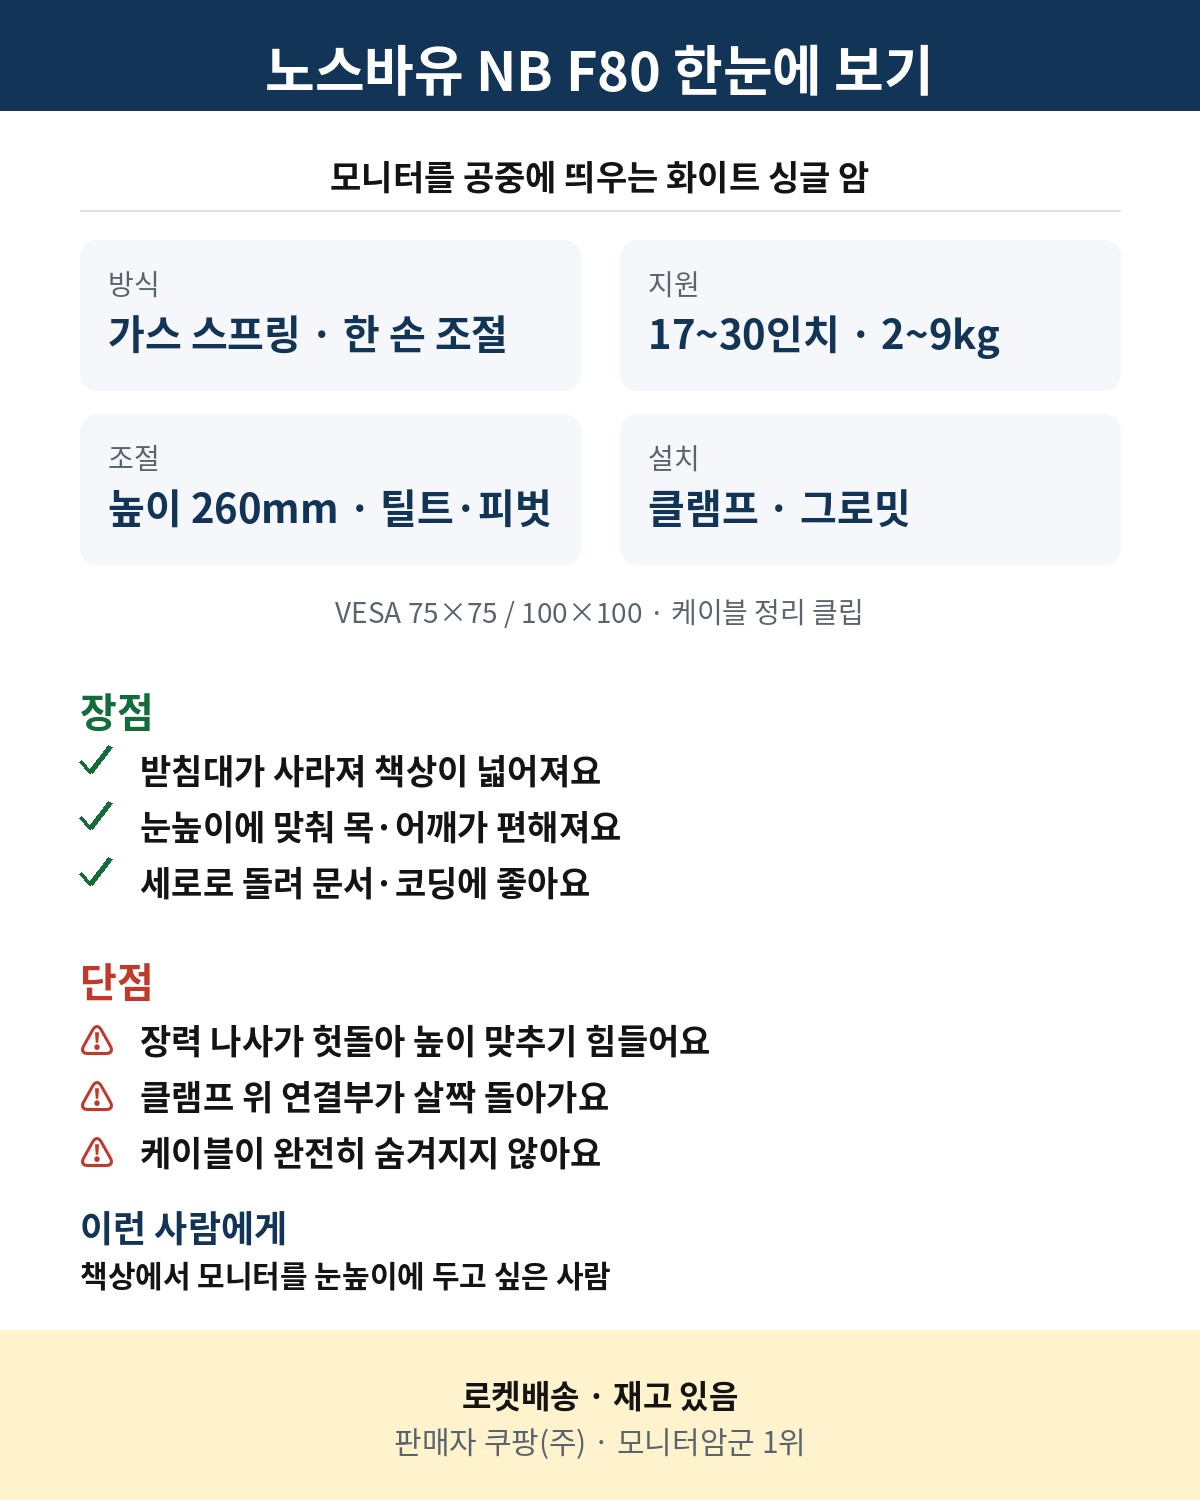 노스바유 NB F80 한눈에 보기
모니터를 공중에 띄우는 화이트 싱글 암
방식
가스 스프링 · 한 손 조절
지원
17~30인치 · 2~9kg
조절
높이 260mm · 틸트·피벗
설치
클램프 · 그로밋
VESA 75×75 / 100×100 · 케이블 정리 클립
장점
받침대가 사라져 책상이 넓어져요
눈높이에 맞춰 목·어깨가 편해져요
세로로 돌려 문서·코딩에 좋아요
단점
장력 나사가 헛돌아 높이 맞추기 힘들어요
클램프 위 연결부가 살짝 돌아가요
케이블이 완전히 숨겨지지 않아요
이런 사람에게
책상에서 모니터를 눈높이에 두고 싶은 사람
로켓배송 · 재고 있음
판매자 쿠팡(주) · 모니터암군 1위